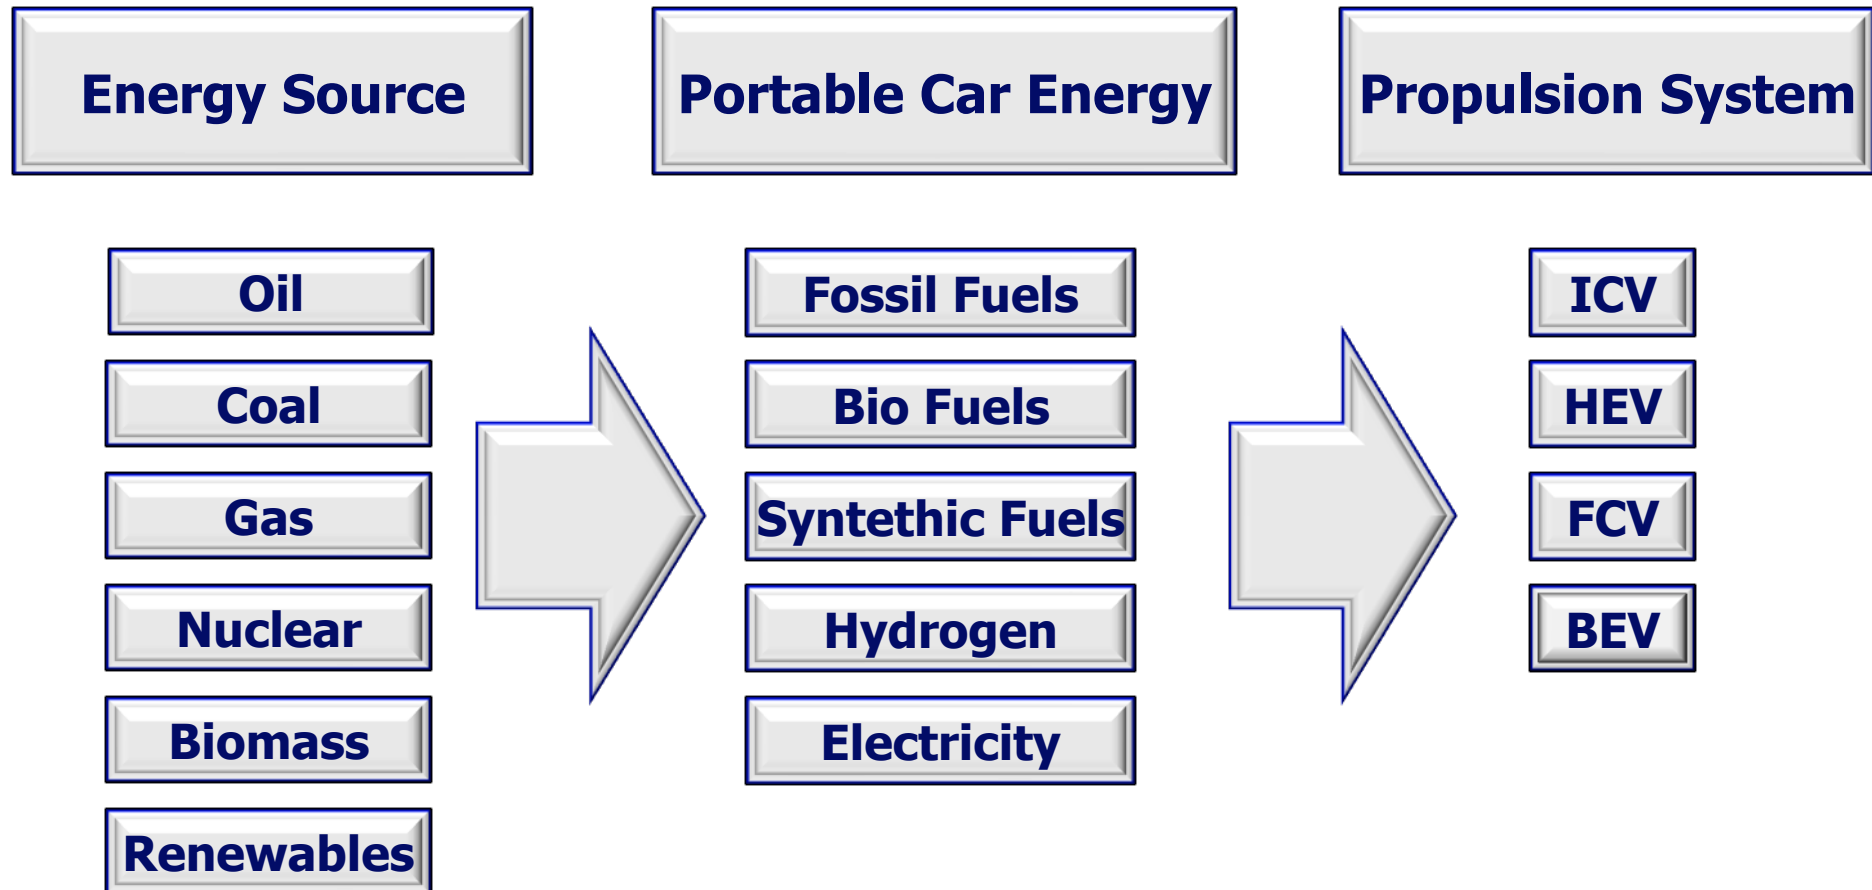 Energy Source
Portable Car Energy
Propulsion System
Oil
Coal
Gas
Nuclear
Biomass
Renewables
Fossil Fuels
Bio Fuels
Syntethic Fuels
Hydrogen
Electricity
ICV
HEV
FCV
BEV